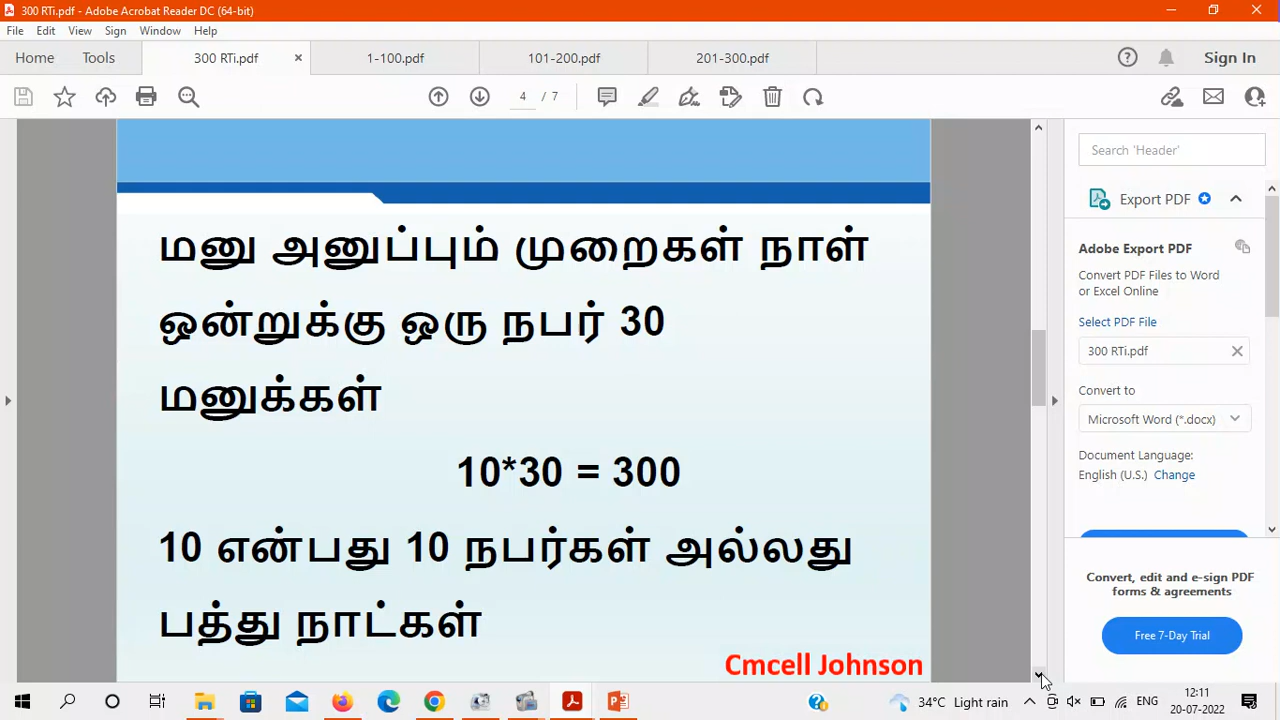 300 RTi.pdf - Adobe Acrobat Reader DC (64-bit)
File Edit View Sign Window Help
Home Tools 300 RTi.pdf × 1-100.pdf 101-200.pdf 201-300.pdf Sign In
4 / 7
மனு அனுப்பும் முறைகள் நாள்
ஒன்றுக்கு ஒரு நபர் 30
மனுக்கள்
10*30 = 300
10 என்பது 10 நபர்கள் அல்லது
பத்து நாட்கள்
Cmcell Johnson
Search 'Header'
Export PDF
Adobe Export PDF
Convert PDF Files to Word
or Excel Online
Select PDF File
300 RTi.pdf
Convert to
Microsoft Word (*.docx)
Document Language:
English (U.S.) Change
Convert, edit and e-sign PDF
forms & agreements
Free 7-Day Trial
34°C Light rain ENG 12:11
20-07-2022